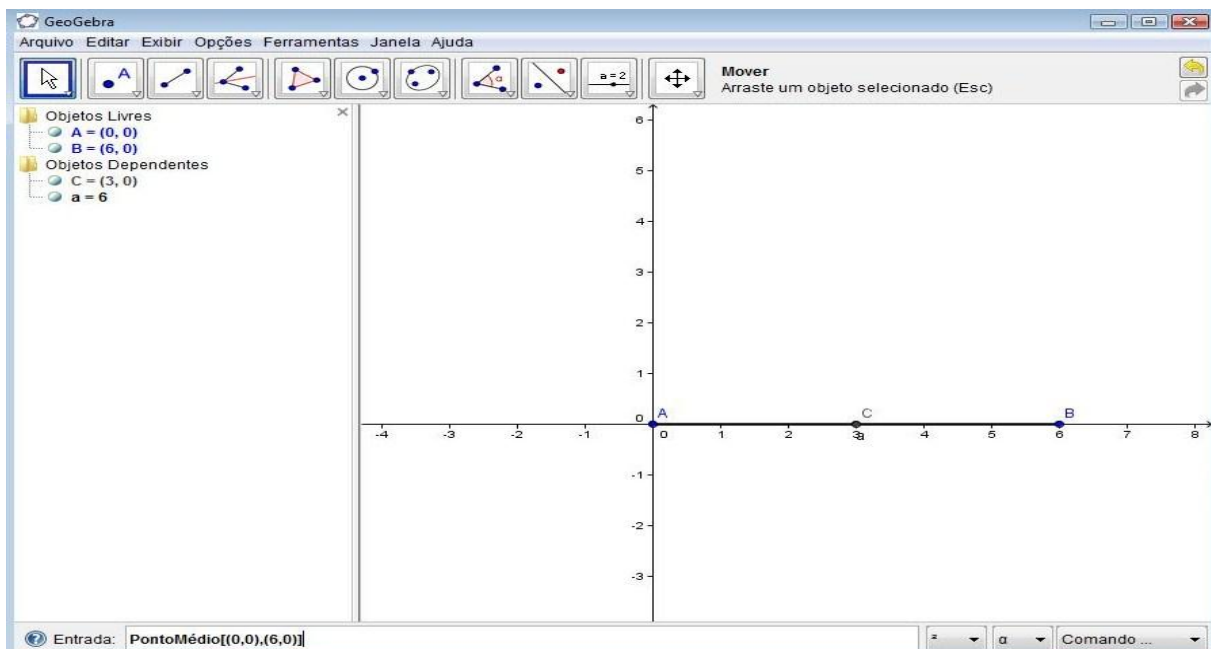 GeoGebra
Arquivo Editar Exibir Opções Ferramentas Janela Ajuda
A
α
a = 2
Mover
Arraste um objeto selecionado (Esc)
Objetos Livres
A = (0, 0)
B = (6, 0)
Objetos Dependentes
C = (3, 0)
a = 6
6
5
4
3
2
1
0
A C B
-4 -3 -2 -1 0 1 2 3 4 5 6 7 8
a
-1
-2
-3
Entrada: PontoMédio[(0,0),(6,0)]
² α Comando ...